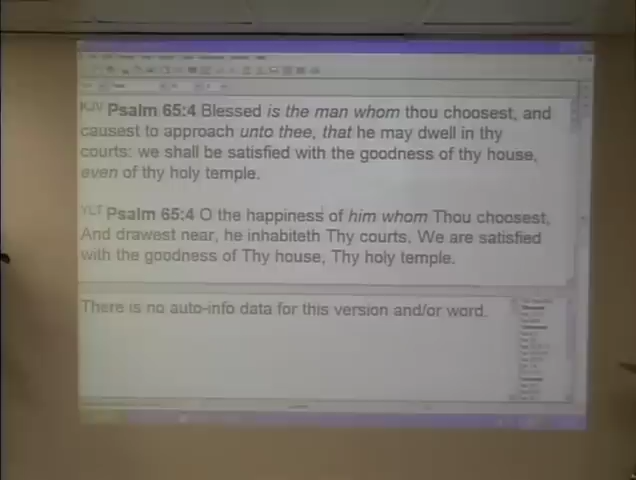 KJV Psalm 65:4 Blessed is the man whom thou choosest, and
causest to approach unto thee, that he may dwell in thy
courts: we shall be satisfied with the goodness of thy house,
even of thy holy temple.
YLT Psalm 65:4 O the happiness of him whom Thou choosest,
And drawest near, he inhabiteth Thy courts, We are satisfied
with the goodness of Thy house, Thy holy temple.
There is no auto-info data for this version and/or word.